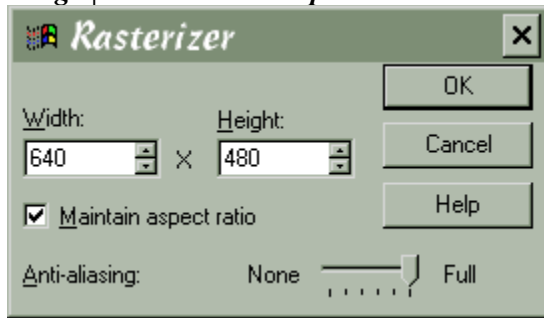 Rasterizer
OK
Width:
Height:
640 X 480
Cancel
Maintain aspect ratio
Help
Anti-aliasing: None Full